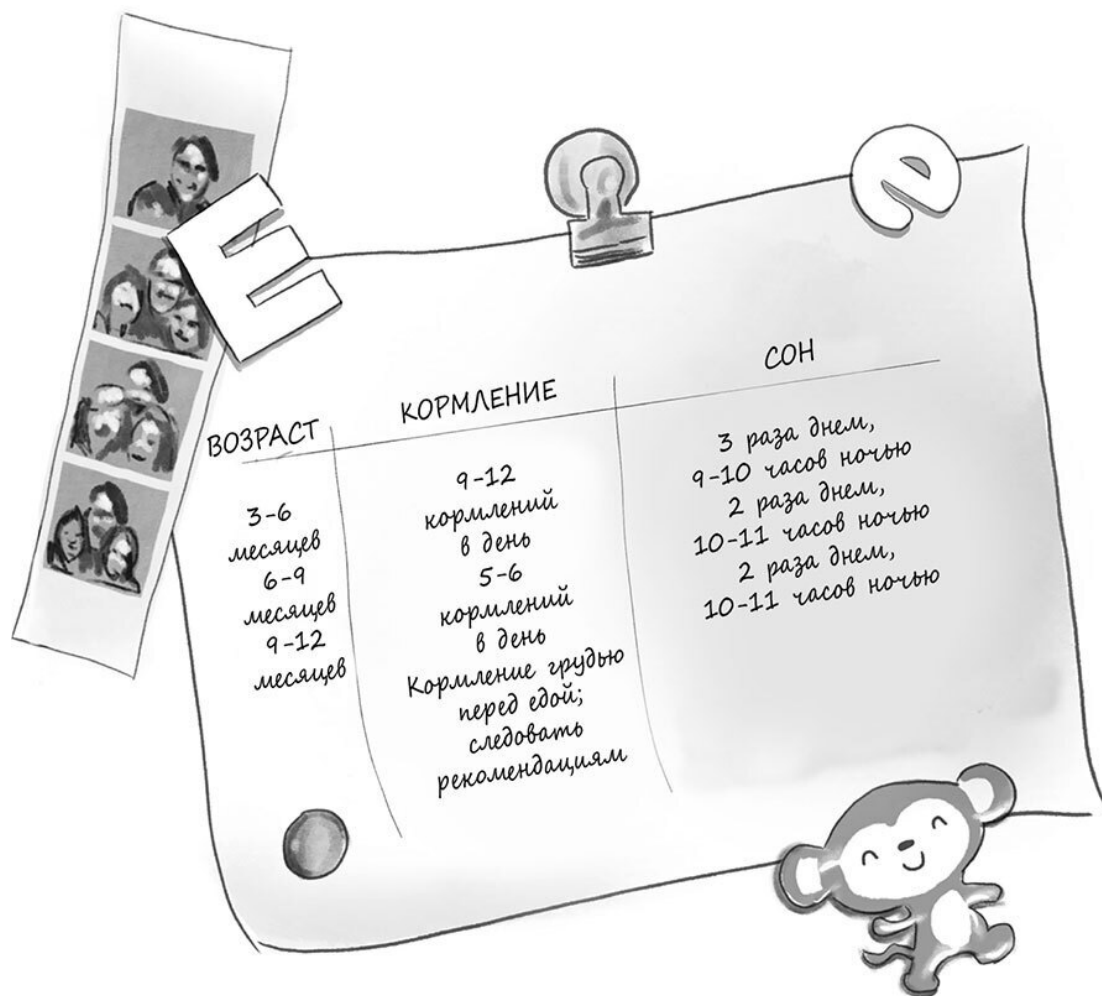 E
e
ВОЗРАСТ
3-6
месяцев
6-9
месяцев
9-12
месяцев
КОРМЛЕНИЕ
9-12
кормлений
в день
5-6
кормлений
в день
Кормление грудью
перед едой;
следовать
рекомендациям
СОН
3 раза днем,
9-10 часов ночью
2 раза днем,
10-11 часов ночью
2 раза днем,
10-11 часов ночью